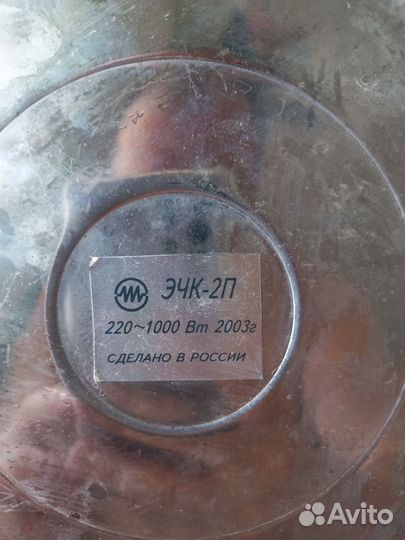 ЭЧК-2П
220~1000 Вт 2003г
СДЕЛАНО В РОССИИ
Avito